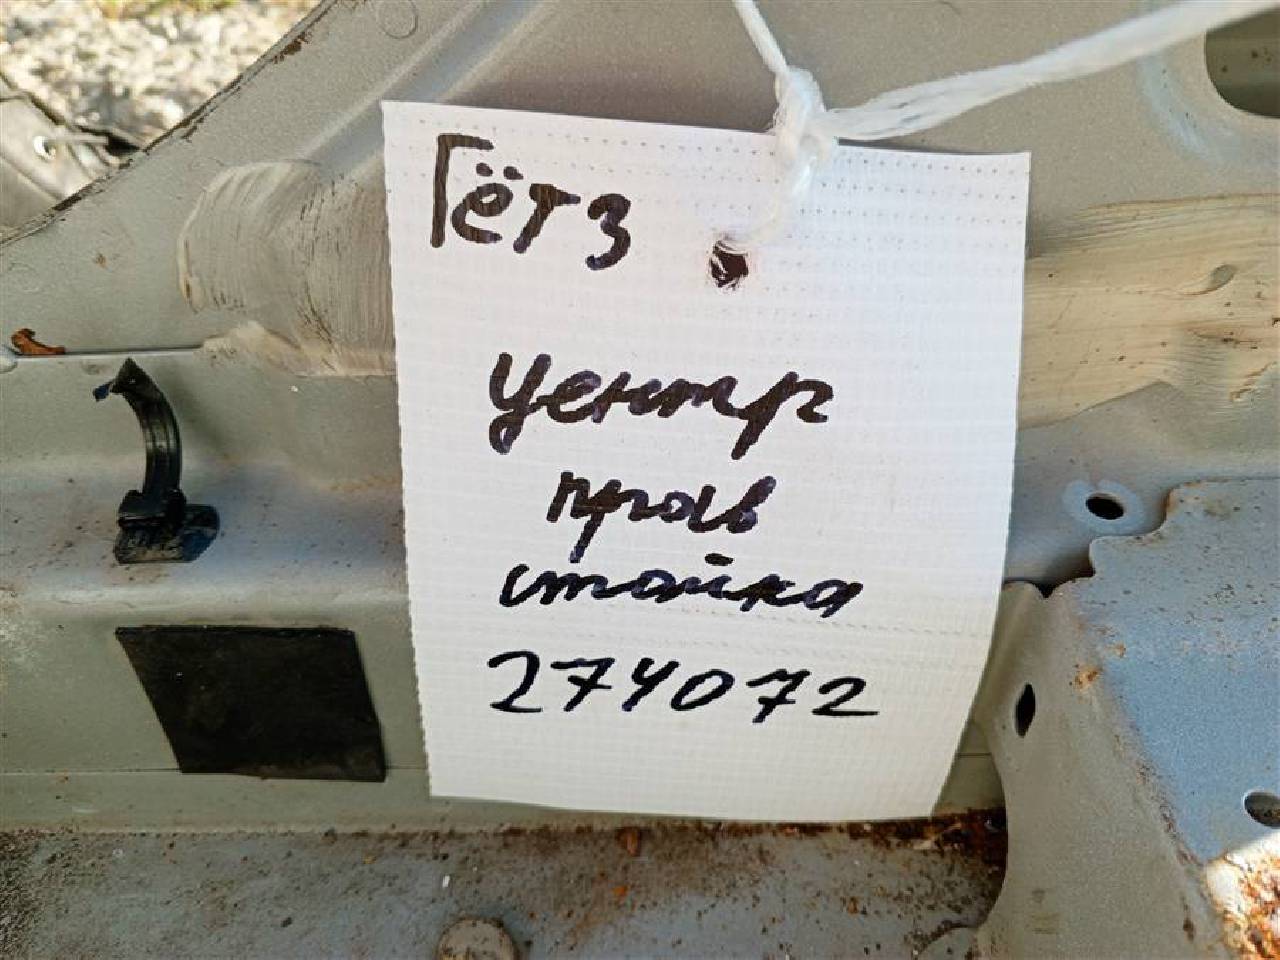 Гётз
центр
прав
стойка
274072